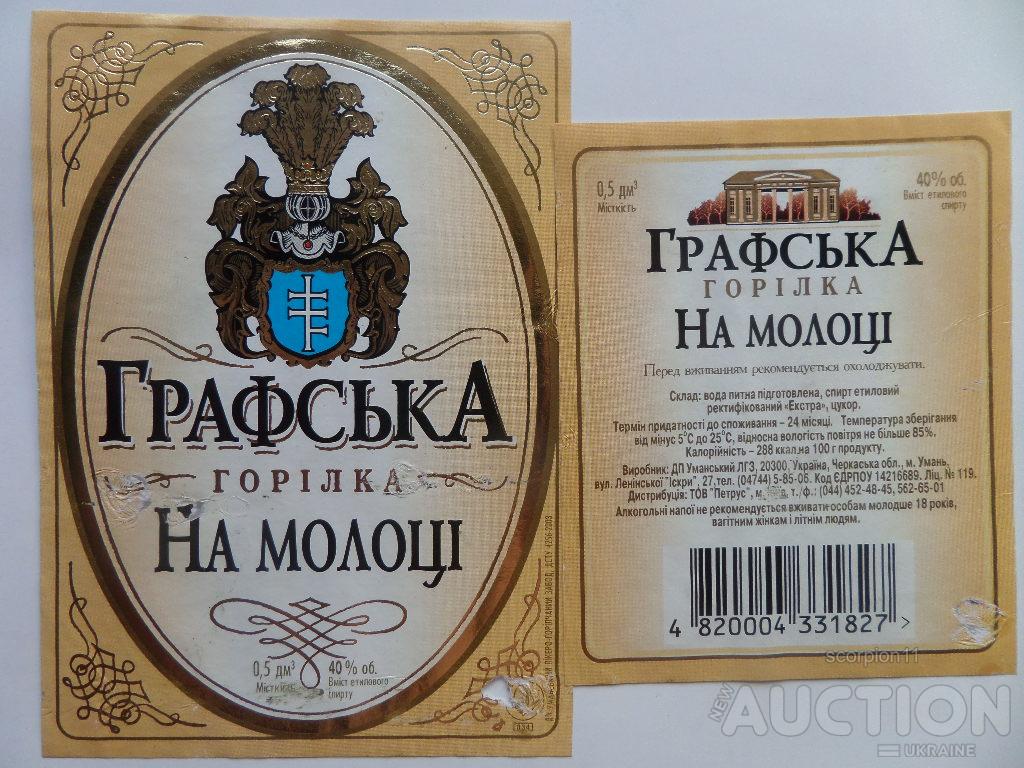 ГРАФСЬКА
ГОРІЛКА
НА МОЛОЦІ
0,5 дм³
Місткість
40% об.
Вміст етилового
спирту
ДСТУ 4256-2003
0,5 дм³
Місткість
40% об.
Вміст етилового
спирту
ГРАФСЬКА
ГОРІЛКА
НА МОЛОЦІ
Перед вживанням рекомендується охолоджувати.
Склад: вода питна підготовлена, спирт етиловий
ректифікований «Екстра», цукор.
Термін придатності до споживання – 24 місяці. Температура зберігання
від мінус 5°С до 25°С, відносна вологість повітря не більше 85%.
Калорійність – 288 ккал.на 100 г продукту.
Виробник: ДП Уманський ЛГЗ, 20300, Україна, Черкаська обл., м. Умань,
вул. Ленінської "Іскри", 27,тел. (04744) 5-85-06. Код ЄДРПОУ 14216689. Ліц. № 119.
Дистрибуція: ТОВ "Петрус", м. т./ф.: (044) 452-48-45, 562-65-01
Алкогольні напої не рекомендується вживати особам молодше 18 років,
вагітним жінкам і літнім людям.
4 820004 331827 >
scorpion11
NEW AUCTION
UKRAINE